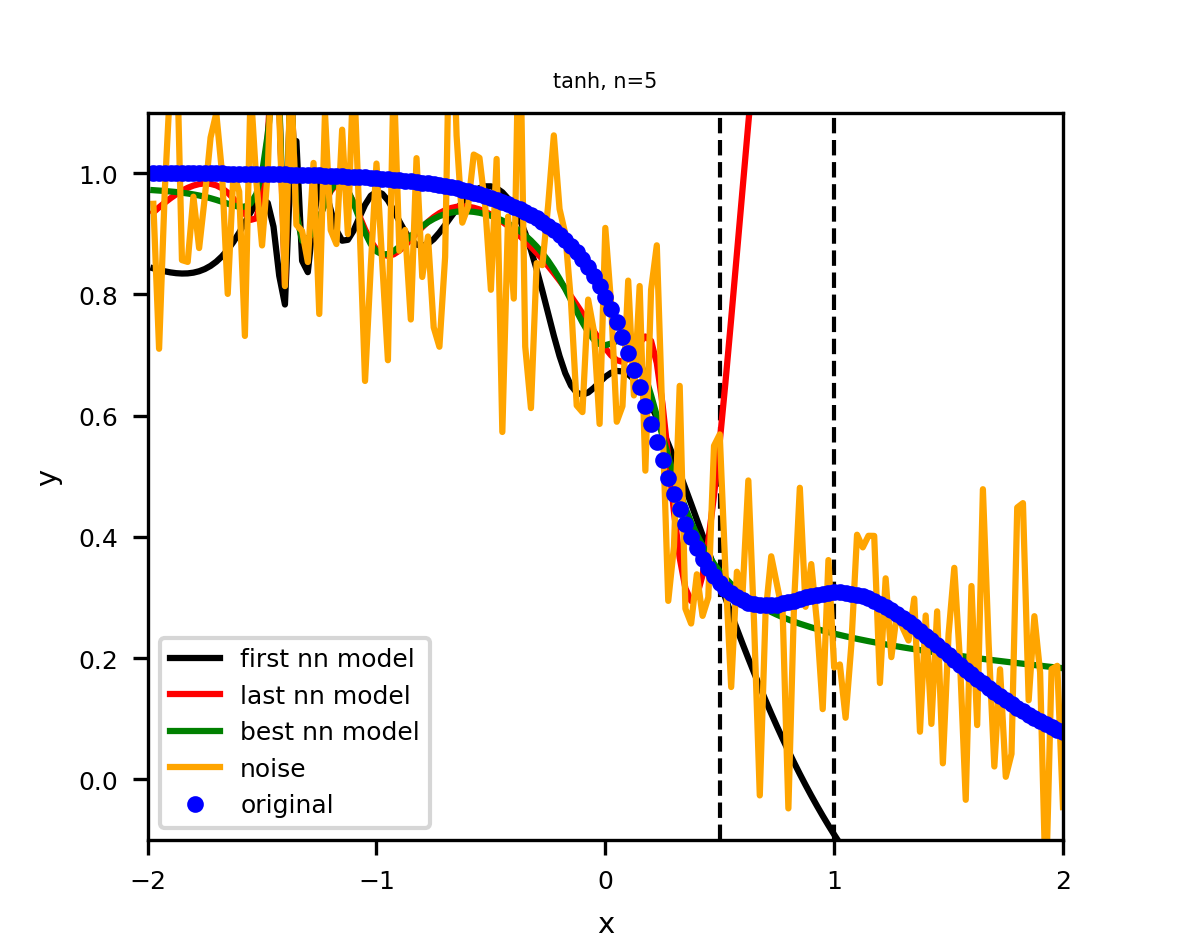 tanh, n=5
y
1.0
0.8
0.6
0.4
0.2
0.0
first nn model
last nn model
best nn model
noise
original
−2
−1
0
1
2
x